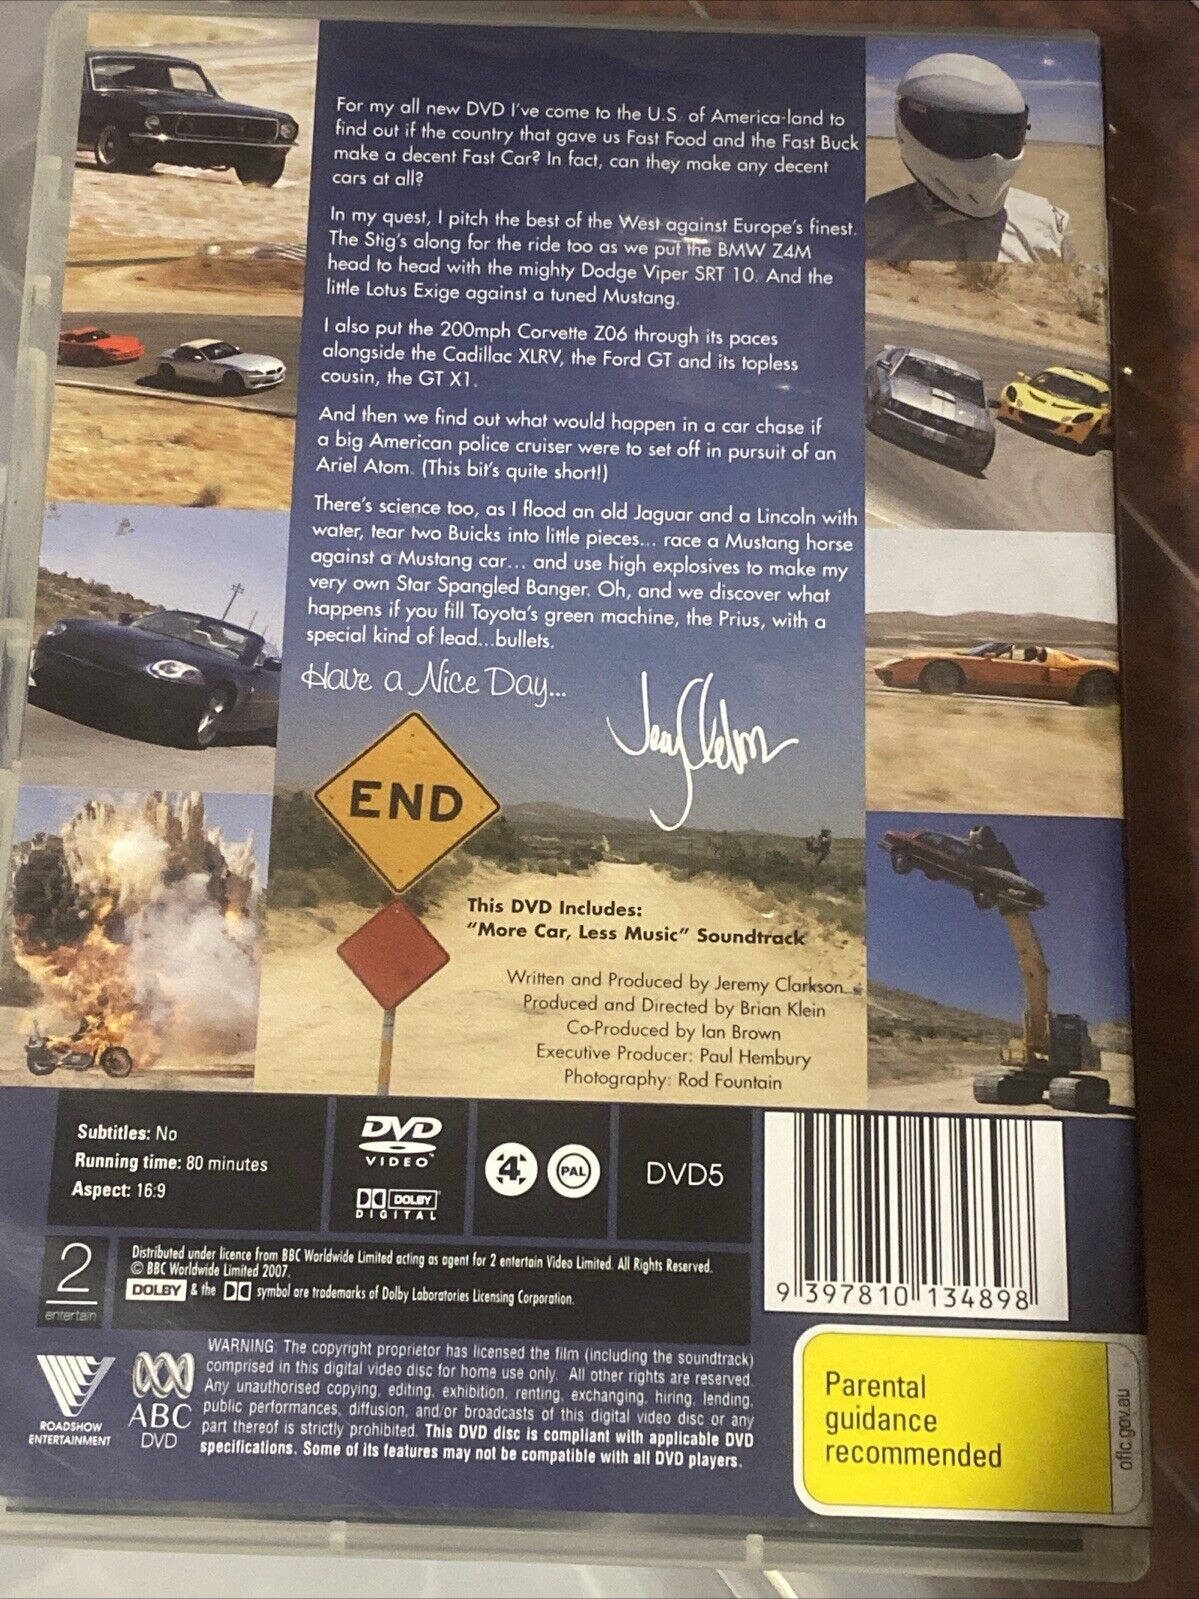 For my all new DVD I've come to the U.S. of America-land to
find out if the country that gave us Fast Food and the Fast Buck
make a decent Fast Car? In fact, can they make any decent
cars at all?
In my quest, I pitch the best of the West against Europe's finest.
The Stig's along for the ride too as we put the BMW Z4M
head to head with the mighty Dodge Viper SRT 10. And the
little Lotus Exige against a tuned Mustang.
I also put the 200mph Corvette Z06 through its paces
alongside the Cadillac XLRV, the Ford GT and its topless
cousin, the GT X1.
And then we find out what would happen in a car chase if
a big American police cruiser were to set off in pursuit of an
Ariel Atom. (This bit's quite short!)
There's science too, as I flood an old Jaguar and a Lincoln with
water, tear two Buicks into little pieces... race a Mustang horse
against a Mustang car... and use high explosives to make my
very own Star Spangled Banger. Oh, and we discover what
happens if you fill Toyota's green machine, the Prius, with a
special kind of lead...bullets.
Have a Nice Day...
END
This DVD Includes:
"More Car, Less Music" Soundtrack
Written and Produced by Jeremy Clarkson
Produced and Directed by Brian Klein
Co-Produced by Ian Brown
Executive Producer: Paul Hembury
Photography: Rod Fountain
Subtitles: No
Running time: 80 minutes
Aspect: 16:9
DVD
VIDEO
DOLBY
DIGITAL
4
PAL
DVD5
9 397810 134898
2
entertain
Distributed under licence from BBC Worldwide Limited acting as agent for 2 entertain Video Limited. All Rights Reserved.
© BBC Worldwide Limited 2007.
DOLBY & the symbol are trademarks of Dolby Laboratories Licensing Corporation.
ROADSHOW
ENTERTAINMENT
ABC
DVD
WARNING: The copyright proprietor has licensed the film (including the soundtrack)
comprised in this digital video disc for home use only. All other rights are reserved.
Any unauthorised copying, editing, exhibition, renting, exchanging, hiring, lending,
public performances, diffusion, and/or broadcasts of this digital video disc or any
part thereof is strictly prohibited. This DVD disc is compliant with applicable DVD
specifications. Some of its features may not be compatible with all DVD players.
Parental
guidance
recommended
oflc.gov.au